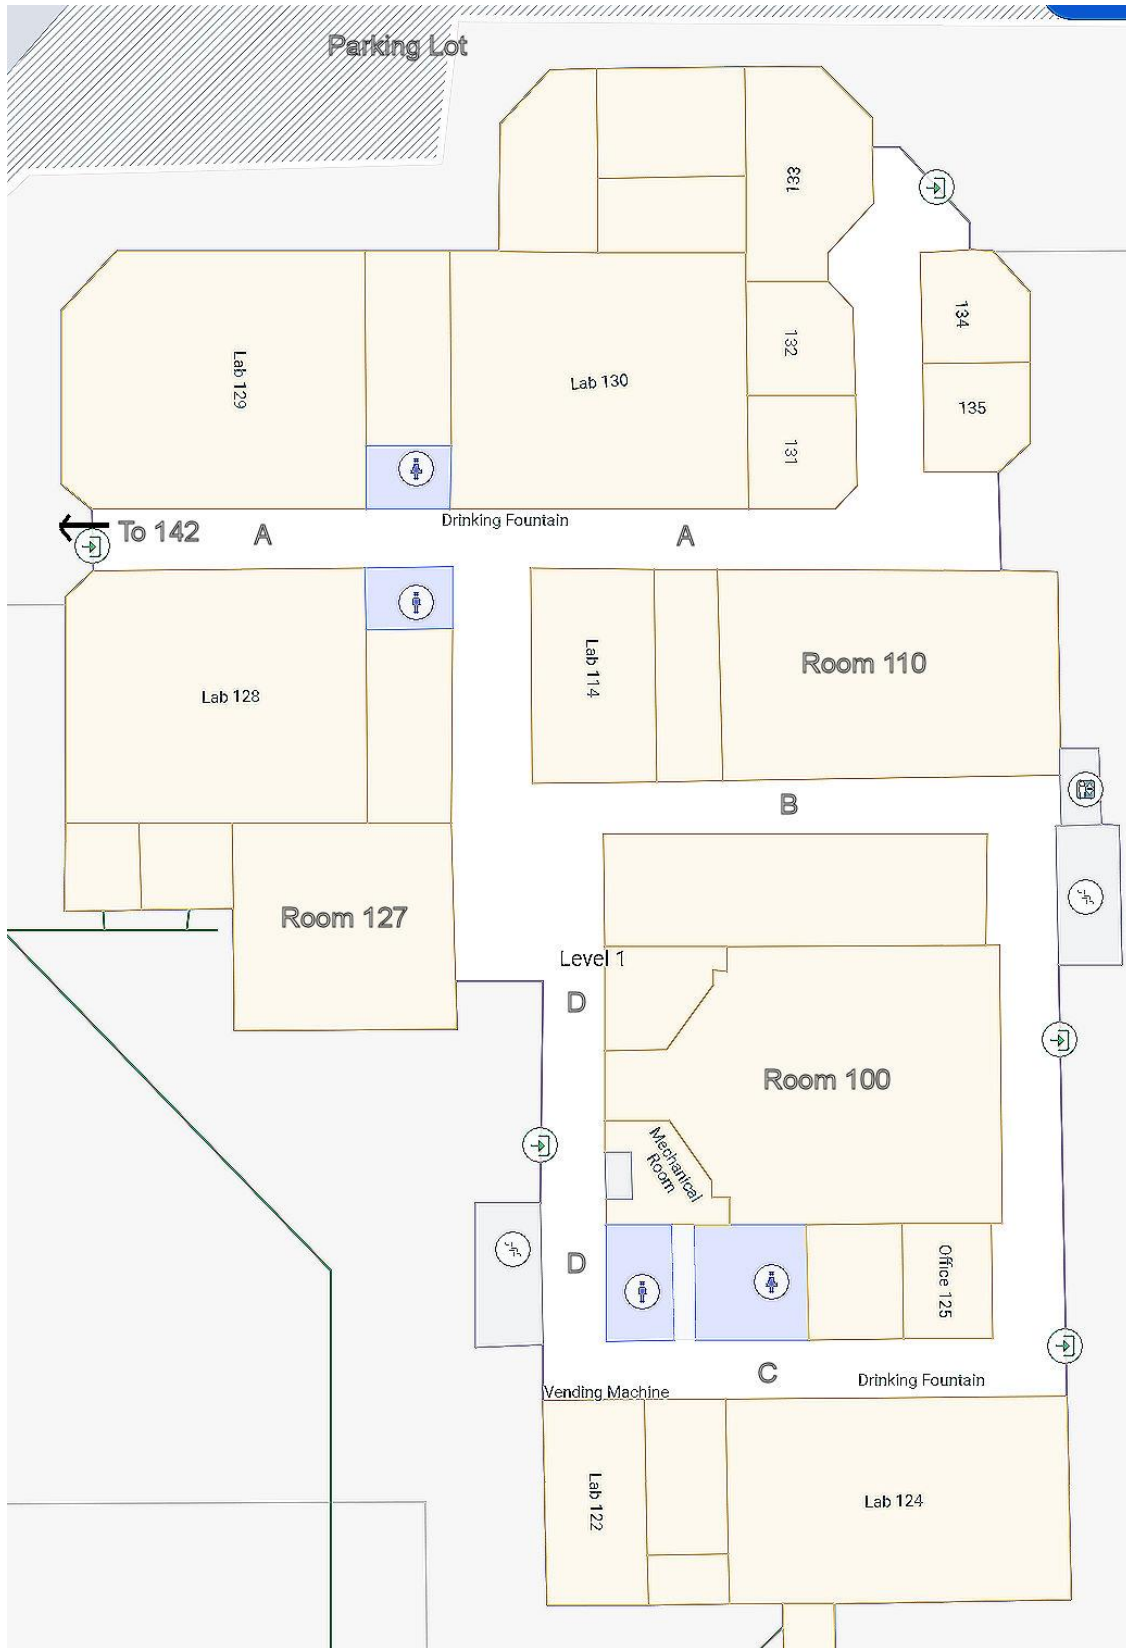 Parking Lot
133
134
132
Lab 129
Lab 130
135
131
Drinking Fountain
To 142
A
A
Lab 114
Room 110
Lab 128
B
Room 127
Level 1
D
Room 100
Mechanical
Room
D
Office 125
C
Drinking Fountain
Vending Machine
Lab 122
Lab 124